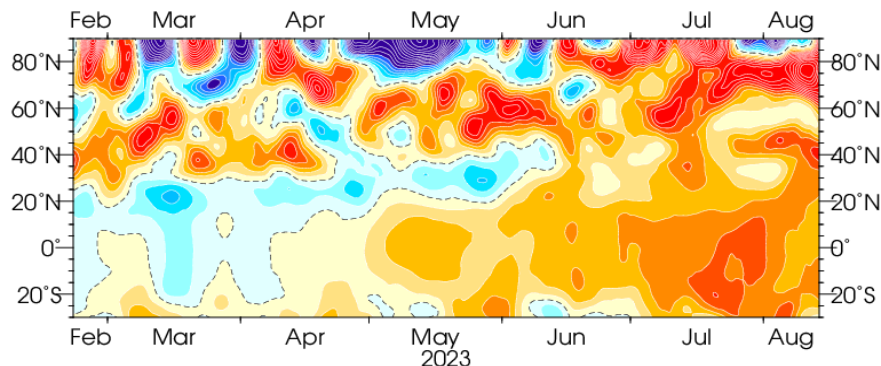 Feb Mar Apr May Jun Jul Aug
80°N 80°N
60°N 60°N
40°N 40°N
20°N 20°N
0° 0°
20°S 20°S
Feb Mar Apr May Jun Jul Aug
2023